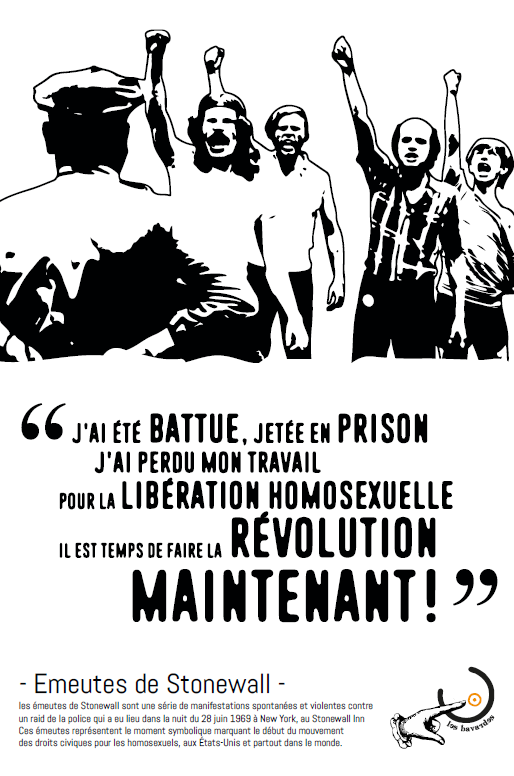 “ J'AI ÉTÉ BATTUE, JETÉE EN PRISON
J'AI PERDU MON TRAVAIL
POUR LA LIBÉRATION HOMOSEXUELLE
IL EST TEMPS DE FAIRE LA RÉVOLUTION
MAINTENANT! ”
- Emeutes de Stonewall -
les émeutes de Stonewall sont une série de manifestations spontanées et violentes contre
un raid de la police qui a eu lieu dans la nuit du 28 juin 1969 à New York, au Stonewall Inn
Ces émeutes représentent le moment symbolique marquant le début du mouvement
des droits civiques pour les homosexuels, aux États-Unis et partout dans le monde.
les bavardes